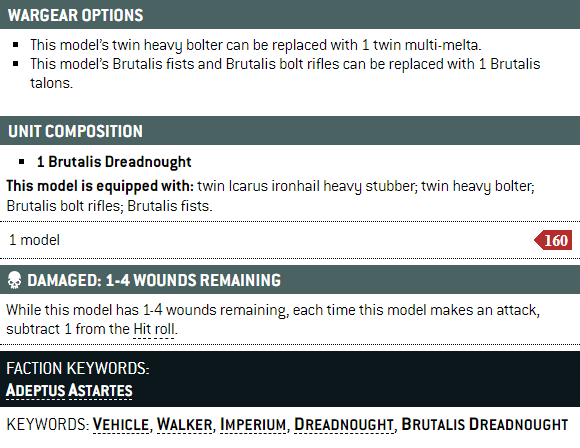 WARGEAR OPTIONS
▪ This model's twin heavy bolter can be replaced with 1 twin multi-melta.
▪ This model's Brutalis fists and Brutalis bolt rifles can be replaced with 1 Brutalis
talons.
UNIT COMPOSITION
▪ 1 Brutalis Dreadnought
This model is equipped with: twin Icarus ironhail heavy stubber; twin heavy bolter;
Brutalis bolt rifles; Brutalis fists.
1 model 160
DAMAGED: 1-4 WOUNDS REMAINING
While this model has 1-4 wounds remaining, each time this model makes an attack,
subtract 1 from the Hit roll.
FACTION KEYWORDS:
ADEPTUS ASTARTES
KEYWORDS: VEHICLE, WALKER, IMPERIUM, DREADNOUGHT, BRUTALIS DREADNOUGHT